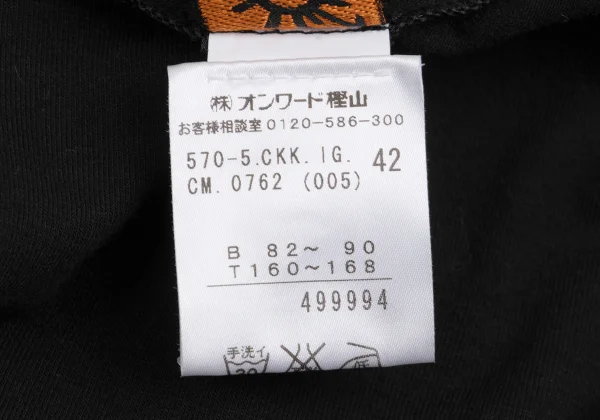 (株)オンワード樫山
お客様相談室 0120-586-300
570-5.CKK.IG. 42
CM.0762 (005)
B 82～ 90
T160～168
499994
手洗イ
30
低